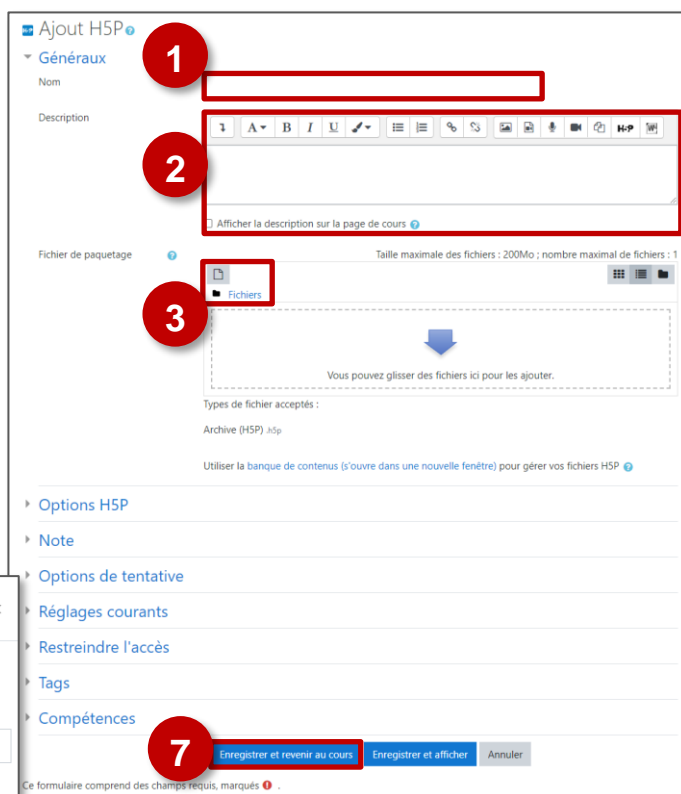 Ajout H5P
1
Généraux
Nom
Description
A B I U H-P
2
Afficher la description sur la page de cours
Fichier de paquetage
Taille maximale des fichiers : 200Mo ; nombre maximal de fichiers : 1
Fichiers
3
Vous pouvez glisser des fichiers ici pour les ajouter.
Types de fichier acceptés :
Archive (H5P) .h5p
Utiliser la banque de contenus (s'ouvre dans une nouvelle fenêtre) pour gérer vos fichiers H5P
Options H5P
Note
Options de tentative
Réglages courants
Restreindre l'accès
Tags
Compétences
7
Enregistrer et revenir au cours Enregistrer et afficher Annuler
Ce formulaire comprend des champs requis, marqués .